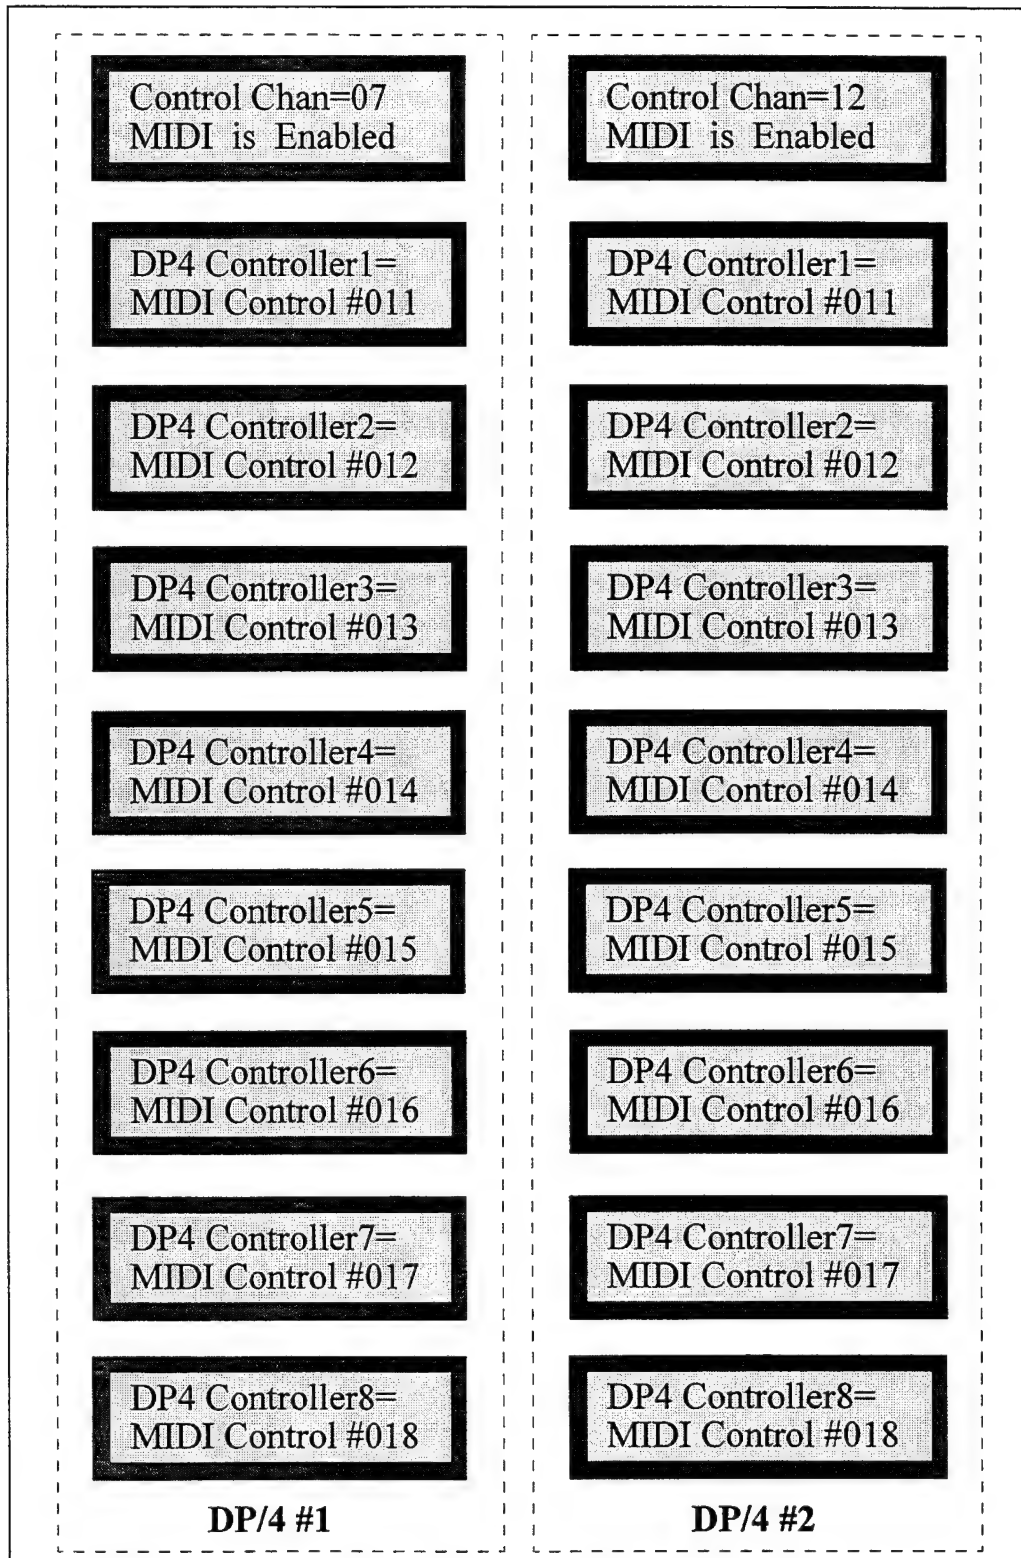 Control Chan=07
MIDI is Enabled
DP4 Controller1=
MIDI Control #011
DP4 Controller2=
MIDI Control #012
DP4 Controller3=
MIDI Control #013
DP4 Controller4=
MIDI Control #014
DP4 Controller5=
MIDI Control #015
DP4 Controller6=
MIDI Control #016
DP4 Controller7=
MIDI Control #017
DP4 Controller8=
MIDI Control #018
DP/4 #1
Control Chan=12
MIDI is Enabled
DP4 Controller1=
MIDI Control #011
DP4 Controller2=
MIDI Control #012
DP4 Controller3=
MIDI Control #013
DP4 Controller4=
MIDI Control #014
DP4 Controller5=
MIDI Control #015
DP4 Controller6=
MIDI Control #016
DP4 Controller7=
MIDI Control #017
DP4 Controller8=
MIDI Control #018
DP/4 #2